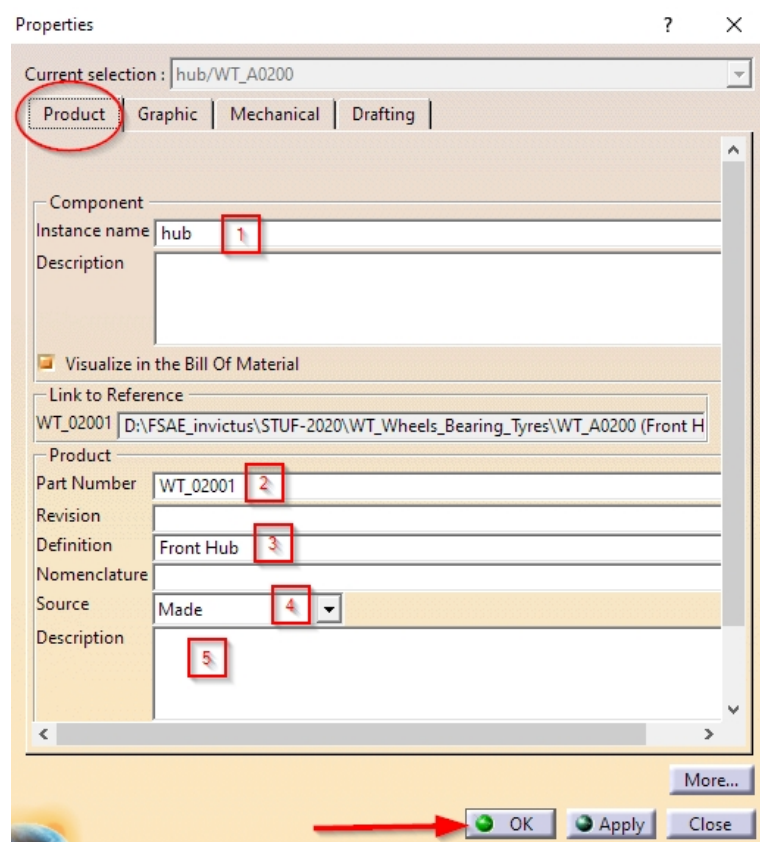 Properties ? ×
Current selection : hub/WT_A0200
Product Graphic Mechanical Drafting
Component
Instance name hub 1
Description
Visualize in the Bill Of Material
Link to Reference
WT_02001 D:\FSAE_invictus\STUF-2020\WT_Wheels_Bearing_Tyres\WT_A0200 (Front H
Product
Part Number WT_02001 2
Revision
Definition Front Hub 3
Nomenclature
Source Made 4
Description 5
More...
OK Apply Close